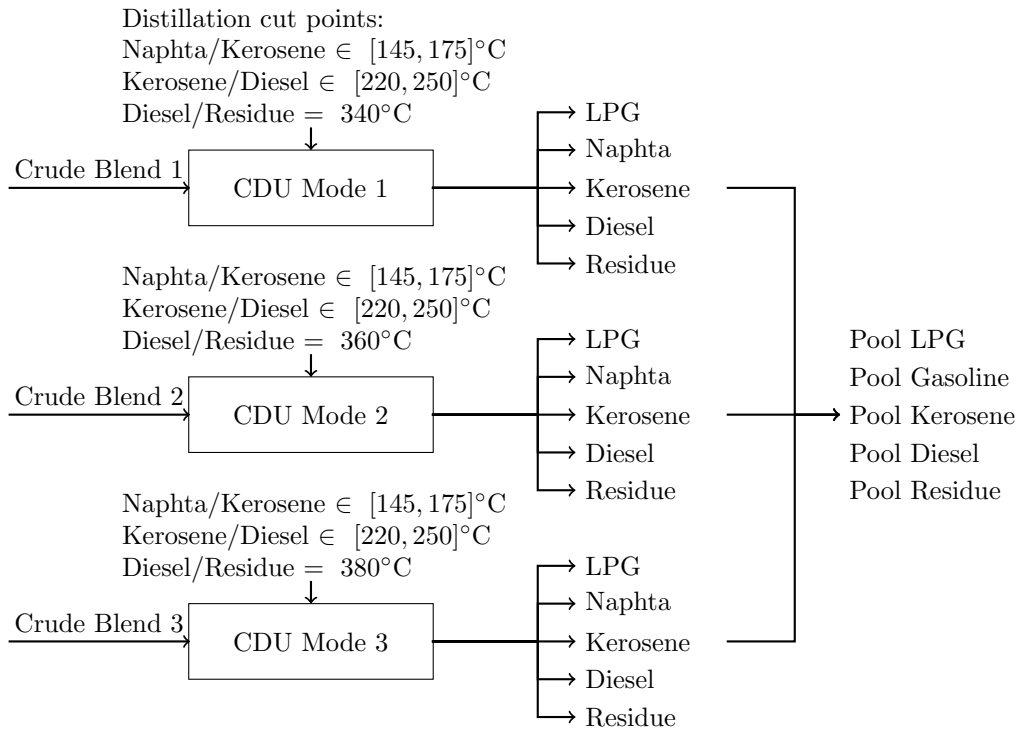 Distillation cut points:
Naphta/Kerosene ∈ [145, 175]°C
Kerosene/Diesel ∈ [220, 250]°C
Diesel/Residue = 340°C
Crude Blend 1
CDU Mode 1
LPG
Naphta
Kerosene
Diesel
Residue
Naphta/Kerosene ∈ [145, 175]°C
Kerosene/Diesel ∈ [220, 250]°C
Diesel/Residue = 360°C
Crude Blend 2
CDU Mode 2
LPG
Naphta
Kerosene
Diesel
Residue
Pool LPG
Pool Gasoline
Pool Kerosene
Pool Diesel
Pool Residue
Naphta/Kerosene ∈ [145, 175]°C
Kerosene/Diesel ∈ [220, 250]°C
Diesel/Residue = 380°C
Crude Blend 3
CDU Mode 3
LPG
Naphta
Kerosene
Diesel
Residue